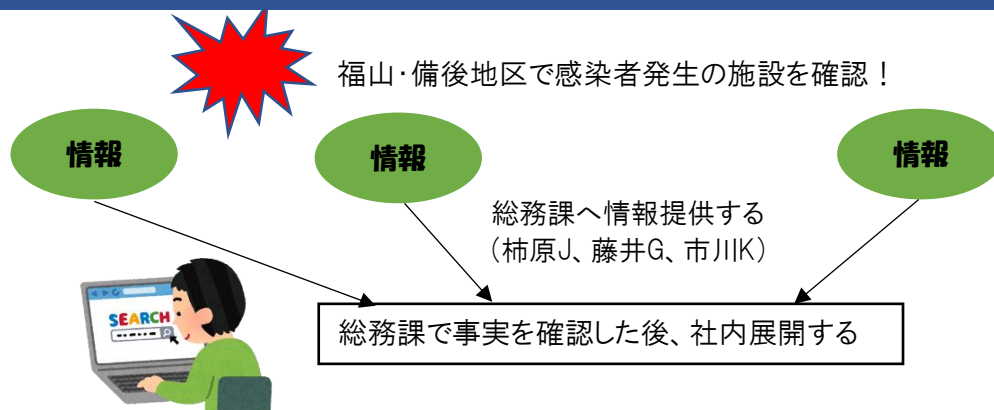 福山・備後地区で感染者発生の施設を確認！
情報
情報
情報
総務課へ情報提供する
（柿原J、藤井G、市川K）
SEARCH
総務課で事実を確認した後、社内展開する